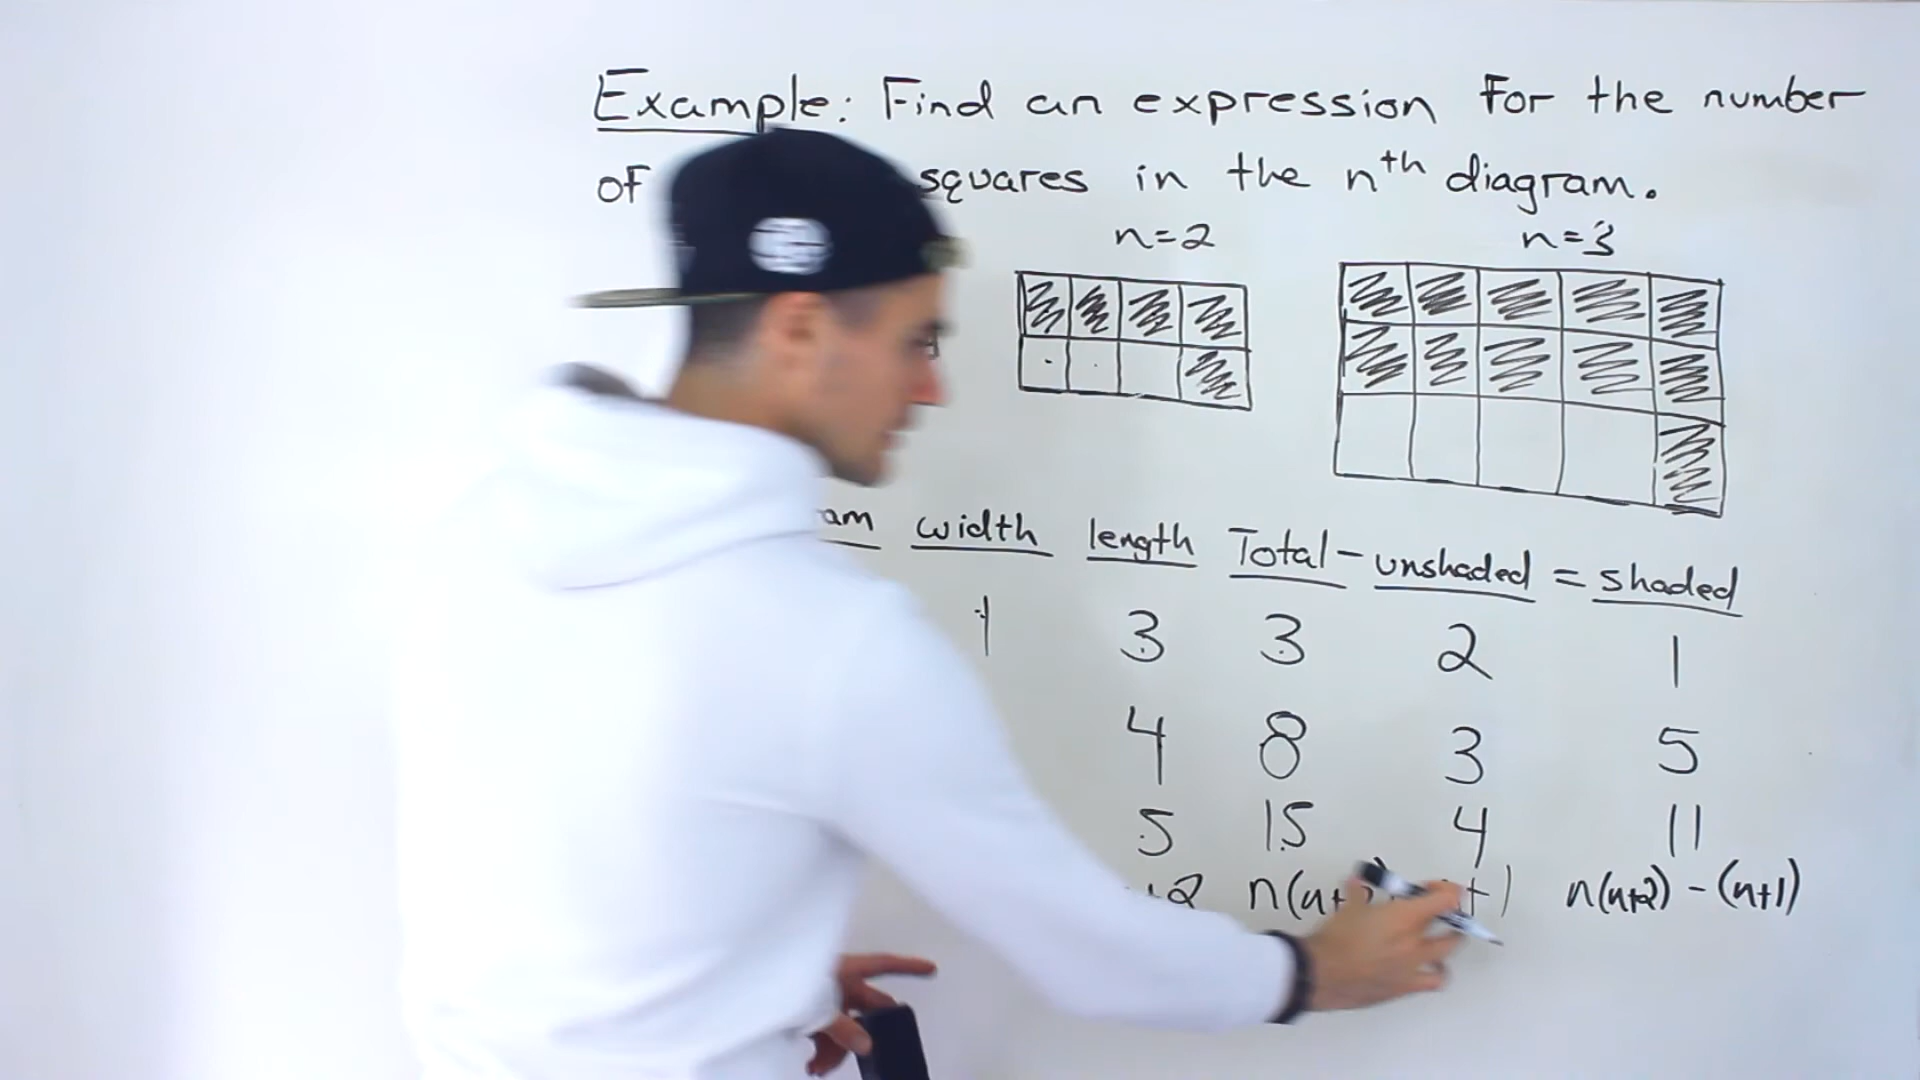 Example: Find an expression for the number
of squares in the nth diagram.
n=2 n=3
width length Total - unshaded = shaded
1 3 3 2 1
4 8 3 5
5 15 4 11
n(n+2) - (n+1)